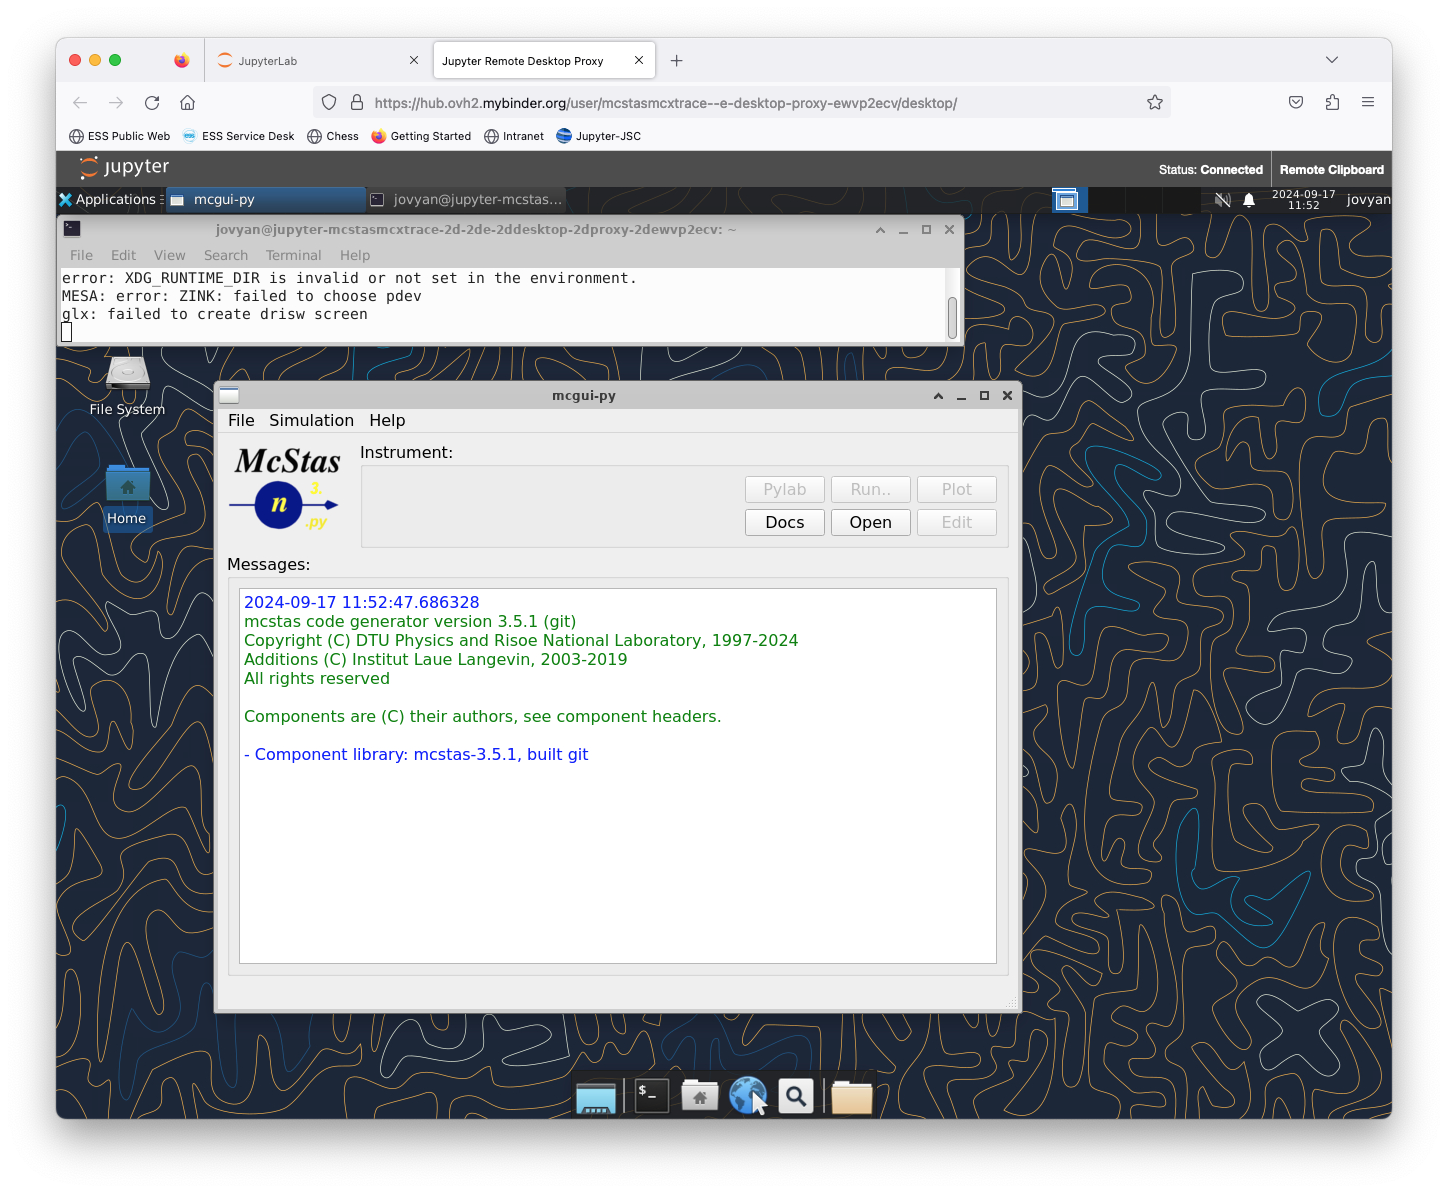 JupyterLab
Jupyter Remote Desktop Proxy
https://hub.ovh2.mybinder.org/user/mcstasmcxtrace--e-desktop-proxy-ewvp2ecv/desktop/
ESS Public Web
ESS Service Desk
Chess
Getting Started
Intranet
Jupyter-JSC
jupyter
Status: Connected
Remote Clipboard
Applications
mcgui-py
jovyan@jupyter-mcstas...
2024-09-17
11:52
jovyan
jovyan@jupyter-mcstasmcxtrace-2d-2de-2ddesktop-2dproxy-2dewvp2ecv: ~
File Edit View Search Terminal Help
error: XDG_RUNTIME_DIR is invalid or not set in the environment.
MESA: error: ZINK: failed to choose pdev
glx: failed to create drisw screen
File System
Home
mcgui-py
File Simulation Help
McStas
3.
n
.py
Instrument:
Pylab Run.. Plot
Docs Open Edit
Messages:
2024-09-17 11:52:47.686328
mcstas code generator version 3.5.1 (git)
Copyright (C) DTU Physics and Risoe National Laboratory, 1997-2024
Additions (C) Institut Laue Langevin, 2003-2019
All rights reserved
Components are (C) their authors, see component headers.
- Component library: mcstas-3.5.1, built git
$_